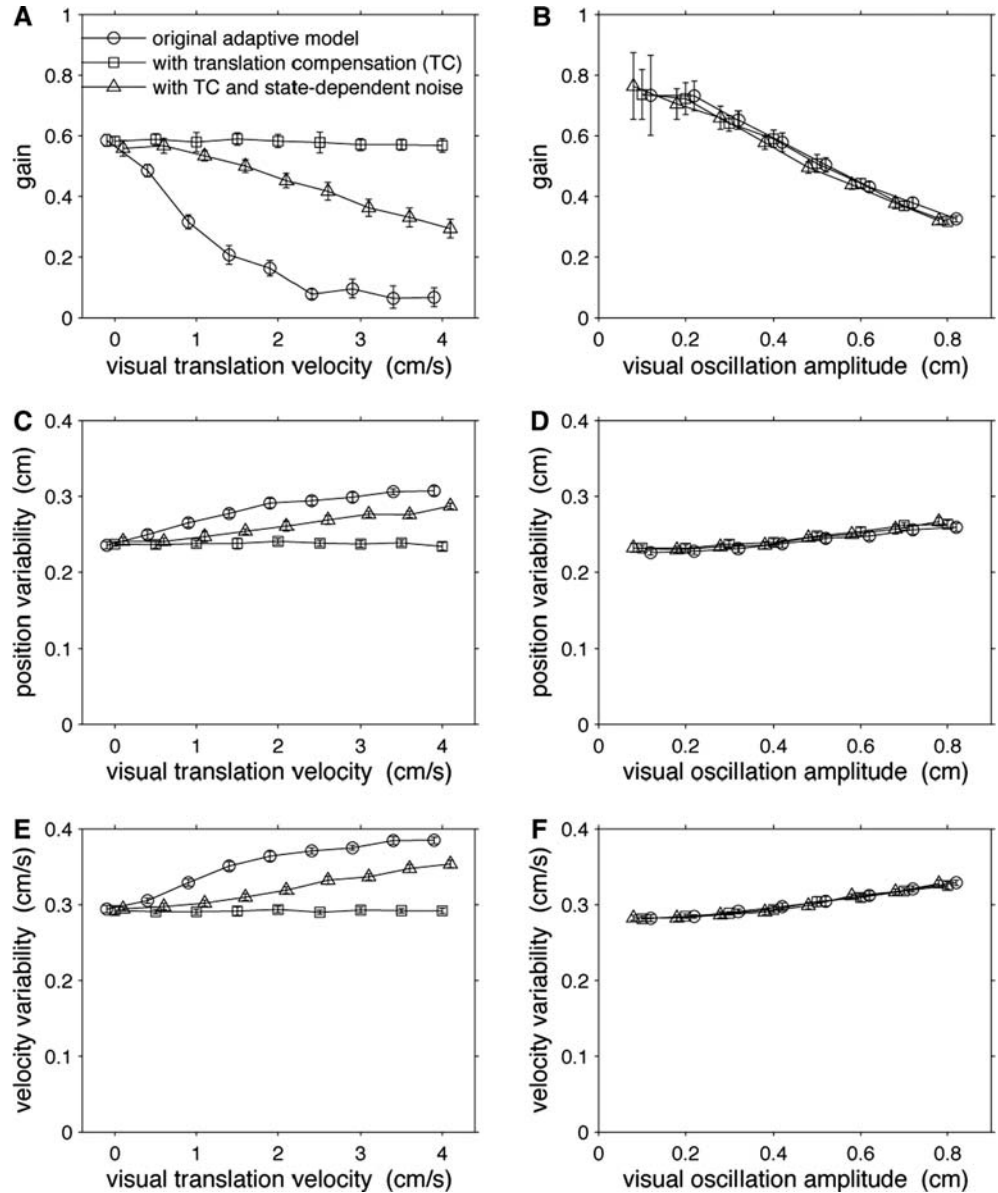 A
B
1
0.8
0.6
0.4
0.2
0
gain
original adaptive model
with translation compensation (TC)
with TC and state-dependent noise
0 1 2 3 4
visual translation velocity (cm/s)
1
0.8
0.6
0.4
0.2
0
gain
0 0.2 0.4 0.6 0.8
visual oscillation amplitude (cm)
C
D
0.4
0.3
0.2
0.1
0
position variability (cm)
0 1 2 3 4
visual translation velocity (cm/s)
0.4
0.3
0.2
0.1
0
position variability (cm)
0 0.2 0.4 0.6 0.8
visual oscillation amplitude (cm)
E
F
0.4
0.3
0.2
0.1
0
velocity variability (cm/s)
0 1 2 3 4
visual translation velocity (cm/s)
0.4
0.3
0.2
0.1
0
velocity variability (cm/s)
0 0.2 0.4 0.6 0.8
visual oscillation amplitude (cm)